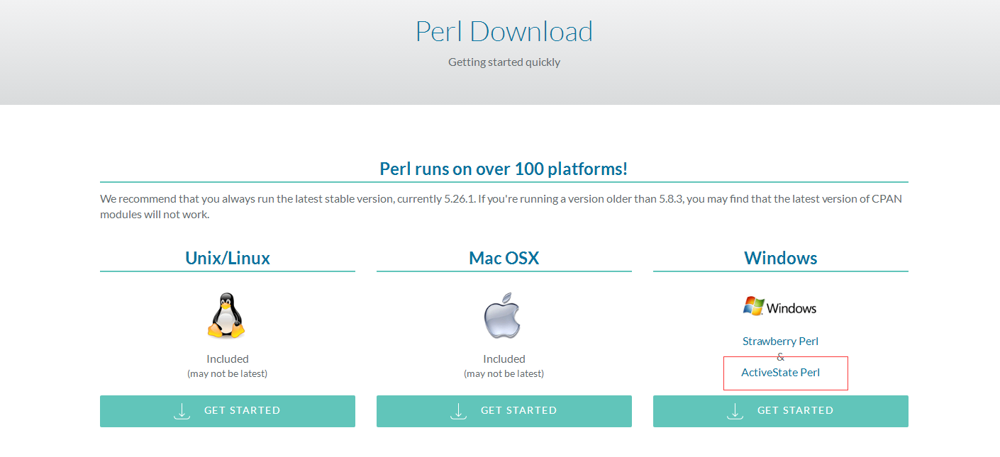 Perl Download
Getting started quickly
Perl runs on over 100 platforms!
We recommend that you always run the latest stable version, currently 5.26.1. If you're running a version older than 5.8.3, you may find that the latest version of CPAN
modules will not work.
Unix/Linux
Included
(may not be latest)
GET STARTED
Mac OSX
Included
(may not be latest)
GET STARTED
Windows
Windows
Strawberry Perl
&
ActiveState Perl
GET STARTED